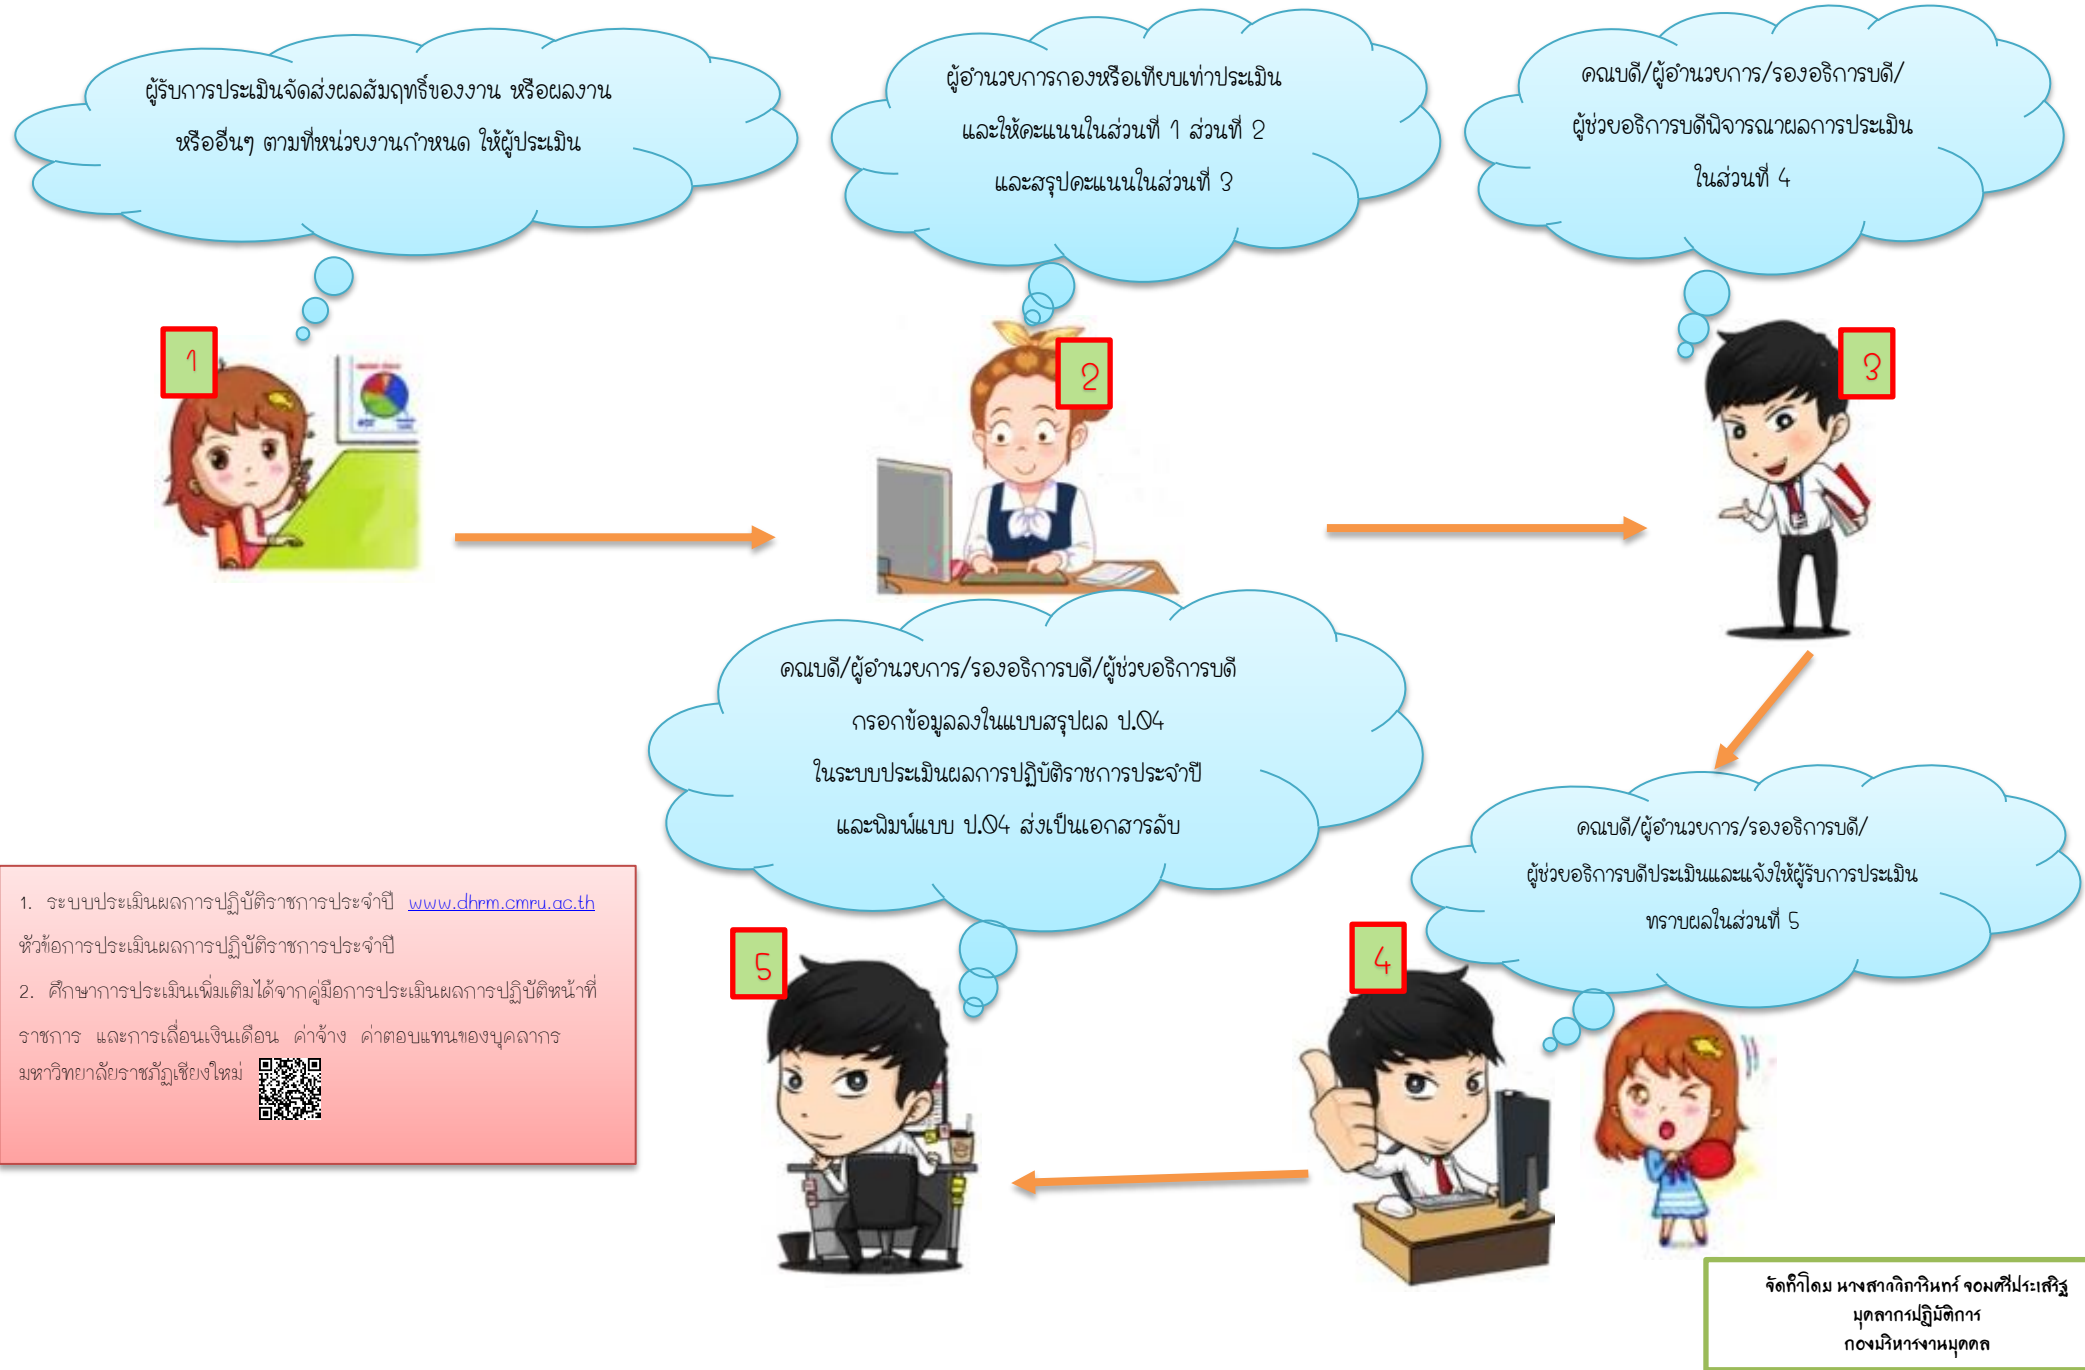 ผู้รับการประเมินจัดส่งผลสัมฤทธิ์ของงาน หรือผลงาน
หรืออื่นๆ ตามที่หน่วยงานกำหนด ให้ผู้ประเมิน
1
ผู้อำนวยการกองหรือเทียบเท่าประเมิน
และให้คะแนนในส่วนที่ 1 ส่วนที่ 2
และสรุปคะแนนในส่วนที่ 3
2
คณบดี/ผู้อำนวยการ/รองอธิการบดี/
ผู้ช่วยอธิการบดีพิจารณาผลการประเมิน
ในส่วนที่ 4
3
คณบดี/ผู้อำนวยการ/รองอธิการบดี/
ผู้ช่วยอธิการบดีประเมินและแจ้งให้ผู้รับการประเมิน
ทราบผลในส่วนที่ 5
4
คณบดี/ผู้อำนวยการ/รองอธิการบดี/ผู้ช่วยอธิการบดี
กรอกข้อมูลลงในแบบสรุปผล ป.04
ในระบบประเมินผลการปฏิบัติราชการประจำปี
และพิมพ์แบบ ป.04 ส่งเป็นเอกสารลับ
5
1. ระบบประเมินผลการปฏิบัติราชการประจำปี www.dhrm.cmru.ac.th
หัวข้อการประเมินผลการปฏิบัติราชการประจำปี
2. ศึกษาการประเมินเพิ่มเติมได้จากคู่มือการประเมินผลการปฏิบัติหน้าที่
ราชการ และการเลื่อนเงินเดือน ค่าจ้าง ค่าตอบแทนของบุคลากร
มหาวิทยาลัยราชภัฏเชียงใหม่
จัดทำโดย นางสาววิการินทร์ จอมศรีประเสริฐ
บุคลากรปฏิบัติการ
กองบริหารงานบุคคล